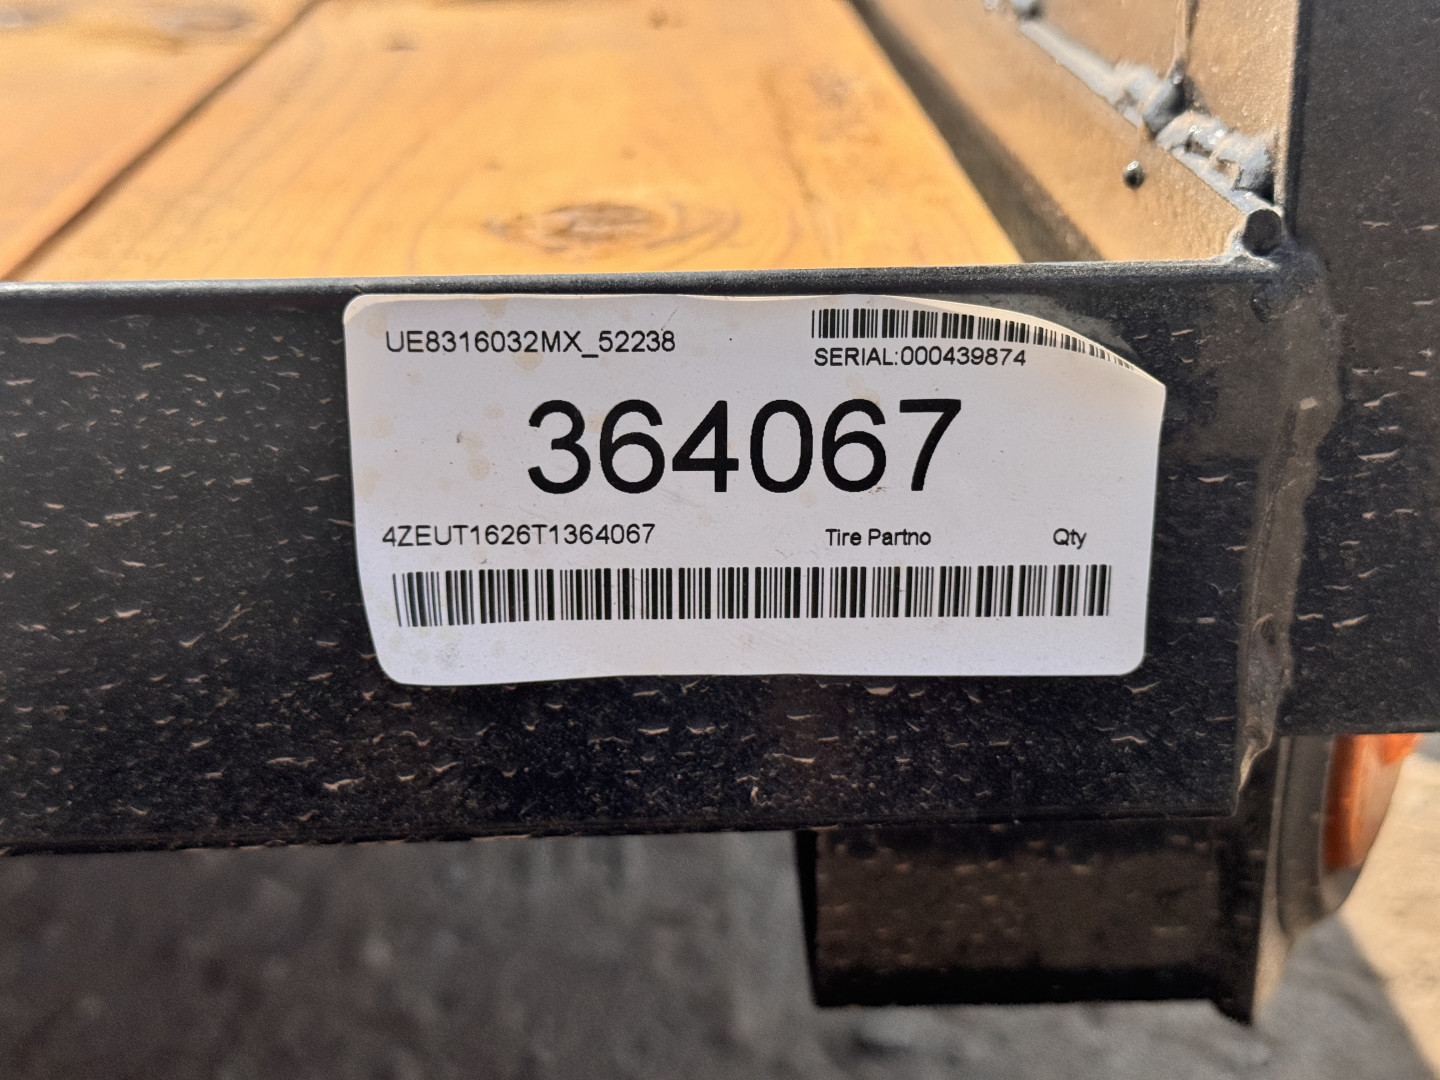 UE8316032MX_52238
SERIAL:000439874
364067
4ZEUT1626T1364067
Tire Partno
Qty